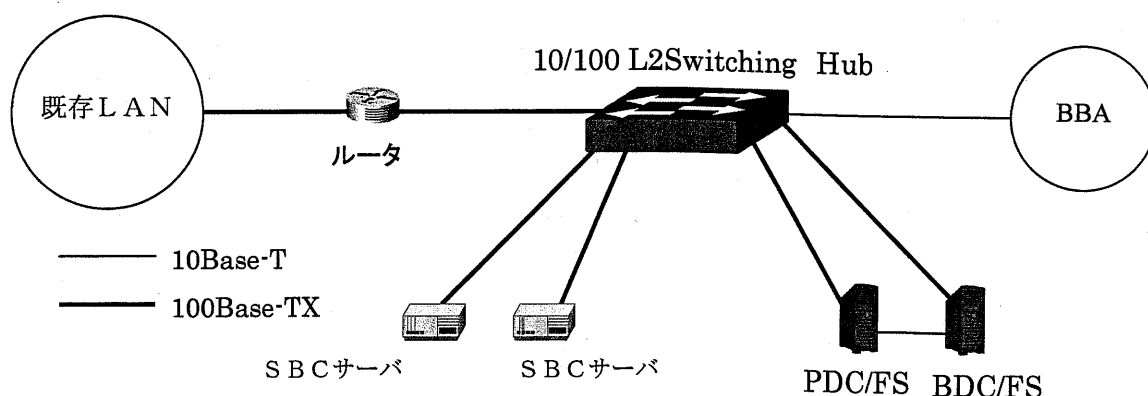 10/100 L2Switching Hub
既存LAN
BBA
ルータ
10Base-T
100Base-TX
SBCサーバ
SBCサーバ
PDC/FS
BDC/FS